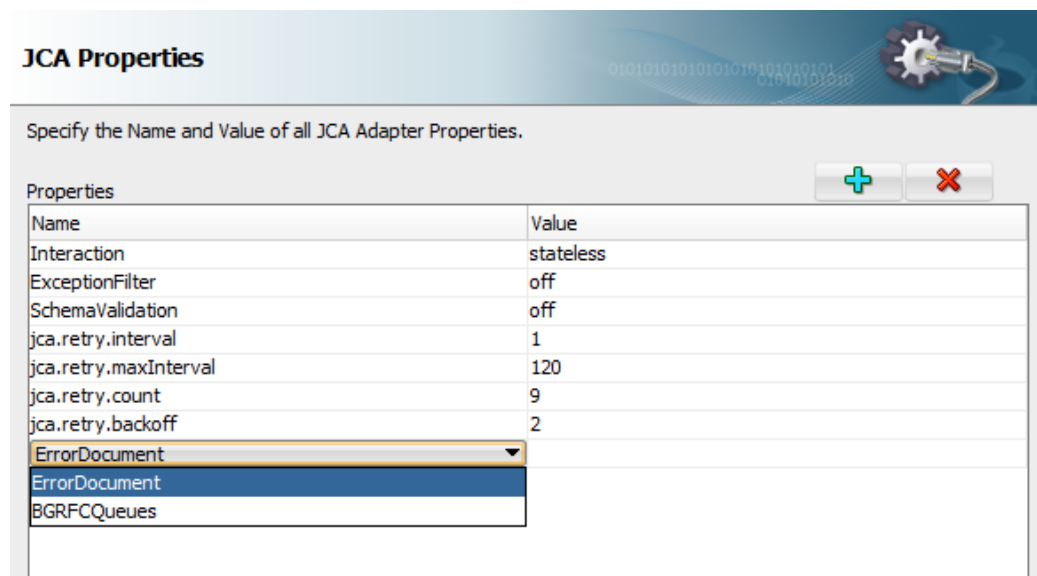 JCA Properties
Specify the Name and Value of all JCA Adapter Properties.
Properties
Name Value
Interaction stateless
ExceptionFilter off
SchemaValidation off
jca.retry.interval 1
jca.retry.maxInterval 120
jca.retry.count 9
jca.retry.backoff 2
ErrorDocument
ErrorDocument
BGRFCQueues